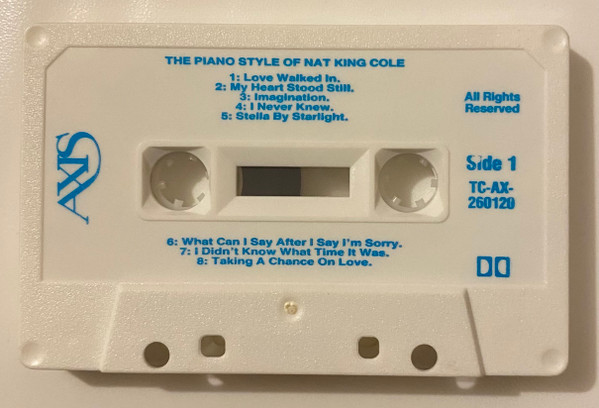 THE PIANO STYLE OF NAT KING COLE
1: Love Walked In.
2: My Heart Stood Still.
3: Imagination.
4: I Never Knew.
5: Stella By Starlight.
All Rights
Reserved
AXIS
Side 1
TC-AX-
260120
6: What Can I Say After I Say I'm Sorry.
7: I Didn't Know What Time It Was.
8: Taking A Chance On Love.